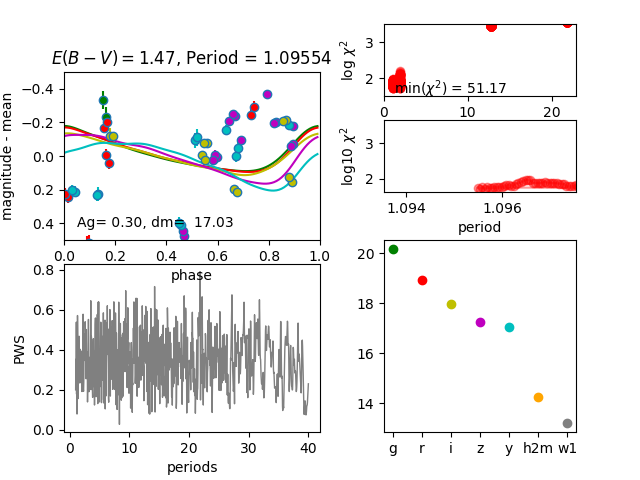 E(B − V) = 1.47, Period = 1.09554
−0.4
−0.2
0.0
0.2
0.4
magnitude - mean
Ag= 0.30, dm= 17.03
0.0 0.2 0.4 0.6 0.8 1.0
phase
3
2
log χ²
min(χ²) = 51.17
0 10 20
3
2
log10 χ²
1.094 1.096
period
0.8
0.6
0.4
0.2
0.0
PWS
0 10 20 30 40
periods
20
18
16
14
g r i z y h2m w1